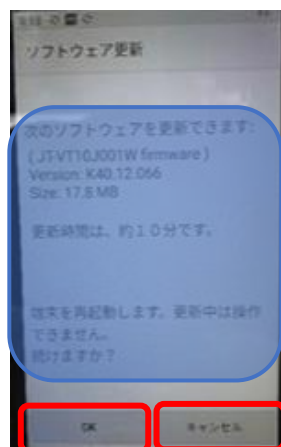 ソフトウェア更新
次のソフトウェアを更新できます:
( JT-VT10J001W firmware )
Version: K40.12.066
Size: 17.8 MB
更新時間は、約１０分です。
端末を再起動します。更新中は操作
できません。
続けますか？
OK
キャンセル